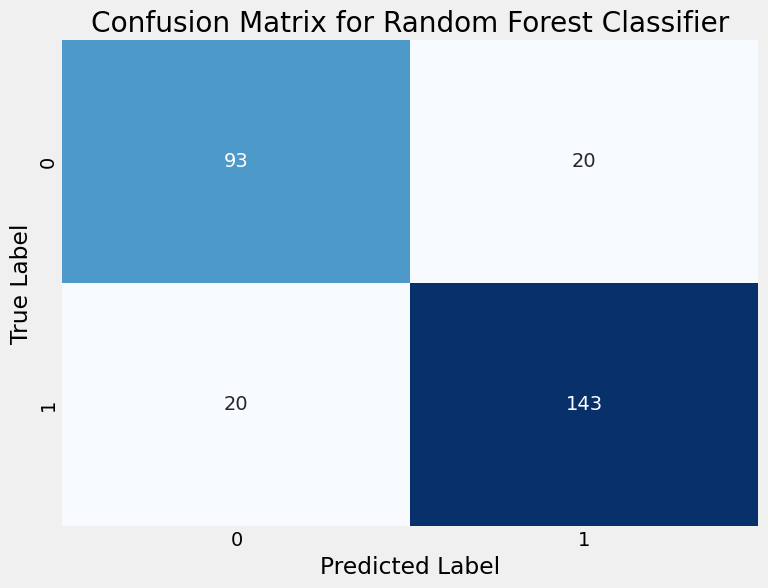 Confusion Matrix for Random Forest Classifier
True Label
0
93
20
1
20
143
0
1
Predicted Label